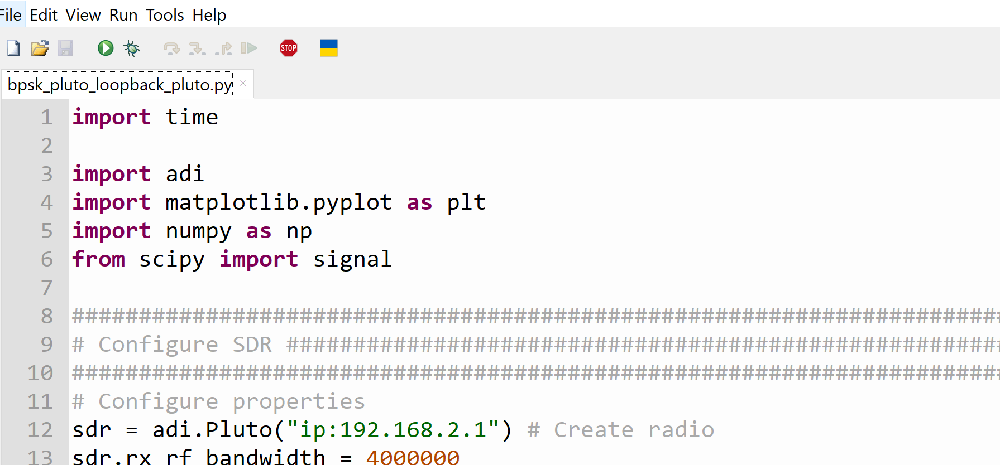 File Edit View Run Tools Help
STOP
bpsk_pluto_loopback_pluto.py ×
1 import time
2
3 import adi
4 import matplotlib.pyplot as plt
5 import numpy as np
6 from scipy import signal
7
8 ######################################################################
9 # Configure SDR ######################################################
10 ######################################################################
11 # Configure properties
12 sdr = adi.Pluto("ip:192.168.2.1") # Create radio
13 sdr.rx_rf_bandwidth = 4000000